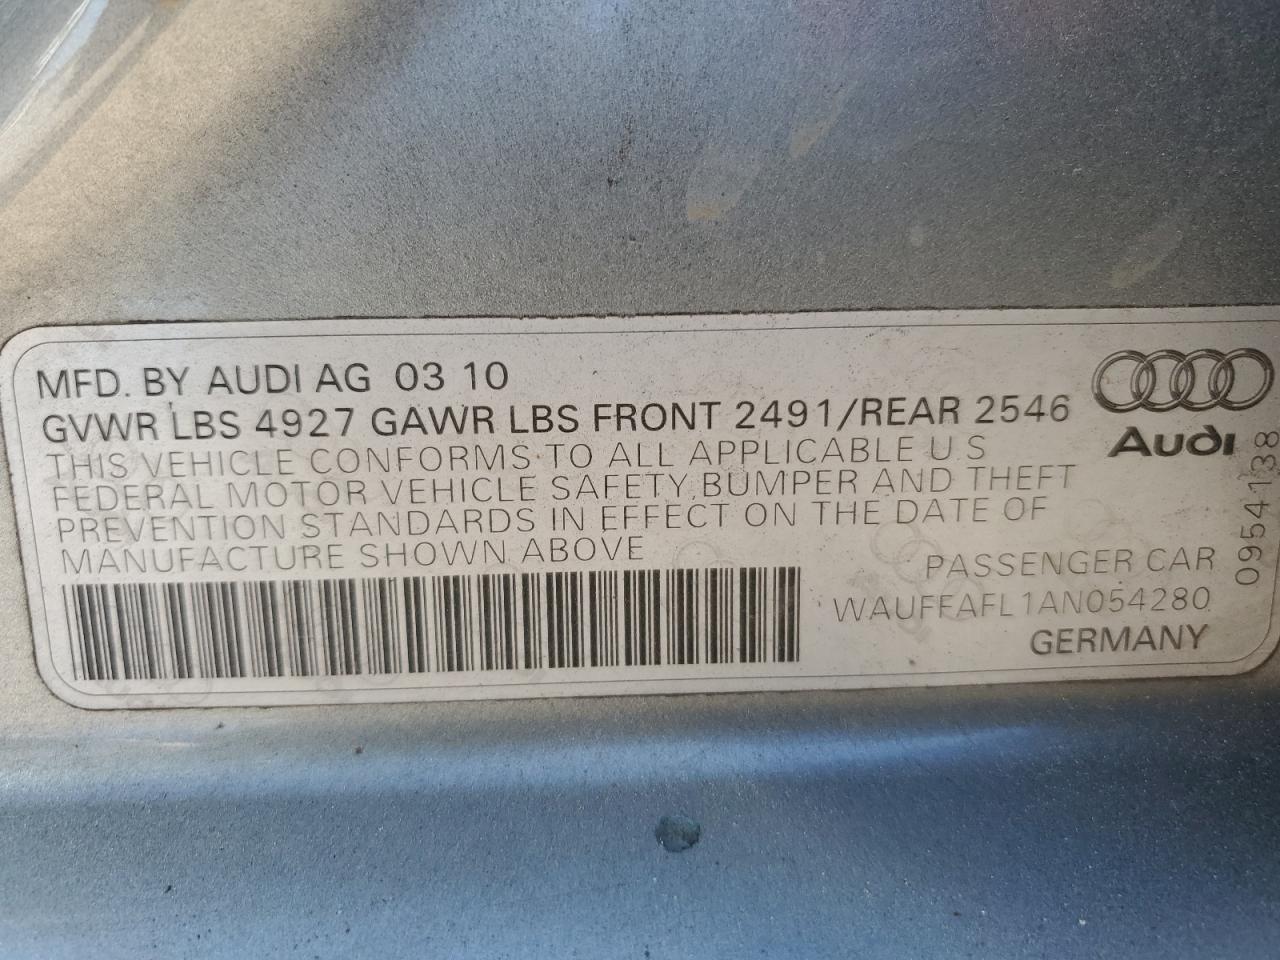 MFD. BY AUDI AG 03 10
GVWR LBS 4927 GAWR LBS FRONT 2491/REAR 2546
THIS VEHICLE CONFORMS TO ALL APPLICABLE U.S
FEDERAL MOTOR VEHICLE SAFETY, BUMPER AND THEFT
PREVENTION STANDARDS IN EFFECT ON THE DATE OF
MANUFACTURE SHOWN ABOVE
Audi
PASSENGER CAR
WAUFFAFL1AN054280
GERMANY
0954138